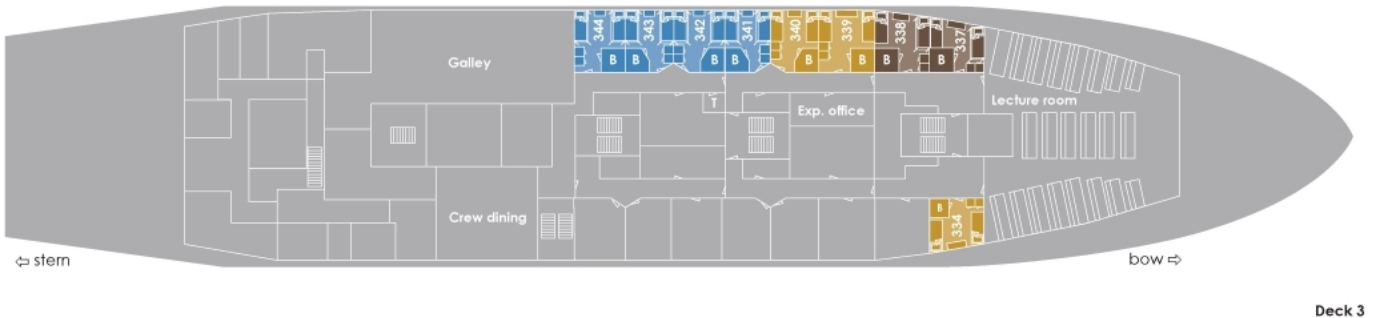 344 343 342 341 340 339 338 337
B B B B B B B B
Galley
T
Exp. office
Lecture room
Crew dining
B
334
⇦ stern
bow ⇨
Deck 3